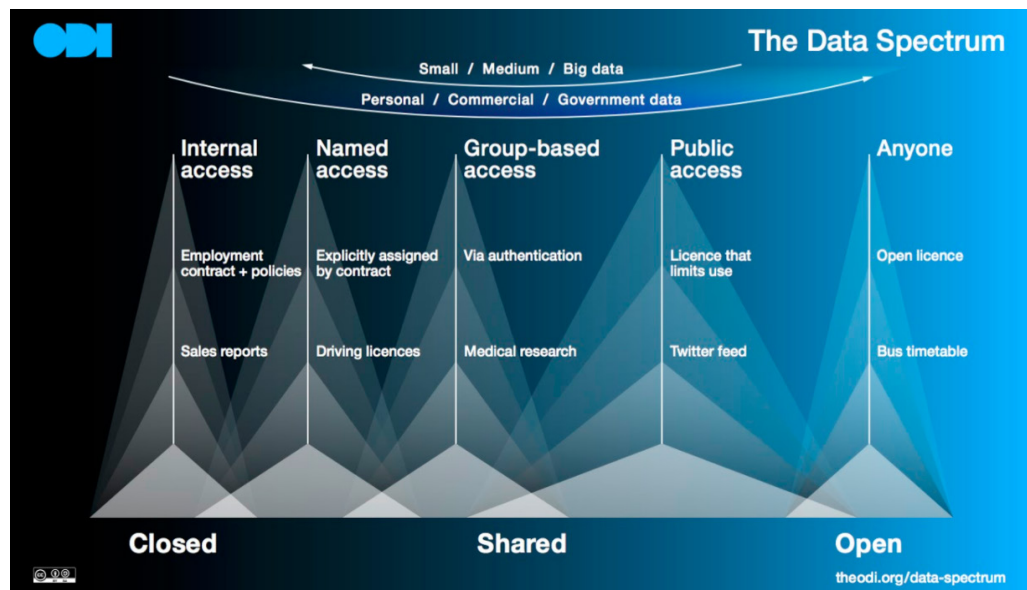 ODI
The Data Spectrum
Small / Medium / Big data
Personal / Commercial / Government data
Internal
access
Named
access
Group-based
access
Public
access
Anyone
Employment
contract + policies
Explicitly assigned
by contract
Via authentication
Licence that
limits use
Open licence
Sales reports
Driving licences
Medical research
Twitter feed
Bus timetable
Closed
Shared
Open
cc
theodi.org/data-spectrum